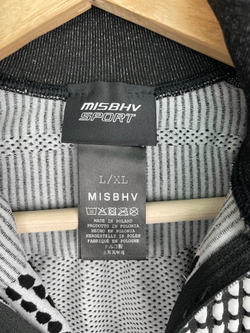 MISBHV
SPORT
L/XL
MISBHV
MADE IN POLAND
PRODOTTO IN POLONIA
HECHO EN POLONIA
HERGESTELLT IN POLEN
FABRIQUÉ EN POLOGNE